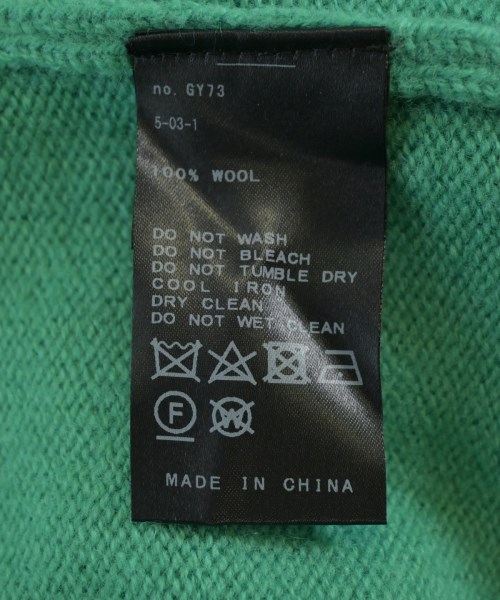 no. GY73
5-03-1
100% WOOL
DO NOT WASH
DO NOT BLEACH
DO NOT TUMBLE DRY
COOL IRON
DRY CLEAN
DO NOT WET CLEAN
F W
MADE IN CHINA